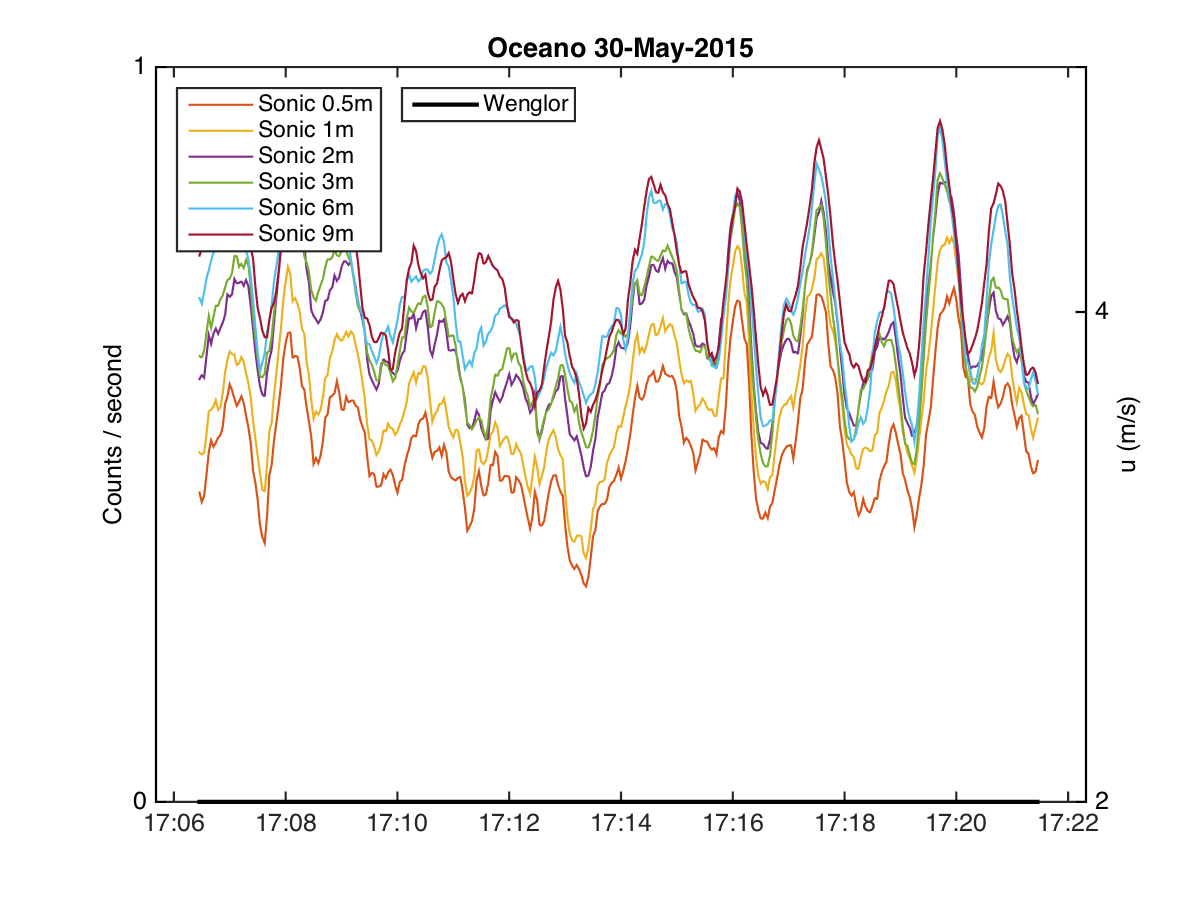 Oceano 30-May-2015
1
Sonic 0.5m
Sonic 1m
Sonic 2m
Sonic 3m
Sonic 6m
Sonic 9m
Wenglor
Counts / second
4
u (m/s)
0
2
17:06 17:08 17:10 17:12 17:14 17:16 17:18 17:20 17:22